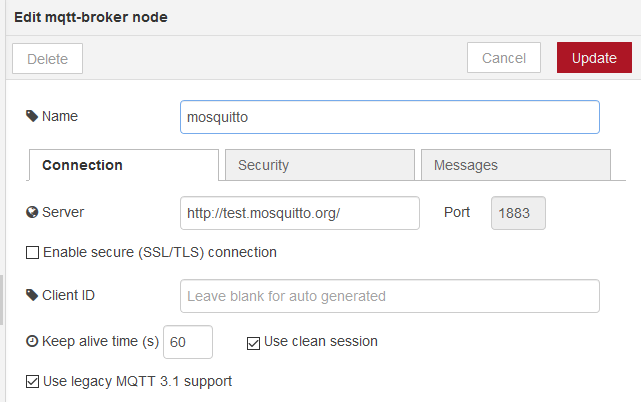 Edit mqtt-broker node
Delete Cancel Update
Name mosquitto
Connection Security Messages
Server http://test.mosquitto.org/ Port 1883
Enable secure (SSL/TLS) connection
Client ID Leave blank for auto generated
Keep alive time (s) 60 Use clean session
Use legacy MQTT 3.1 support